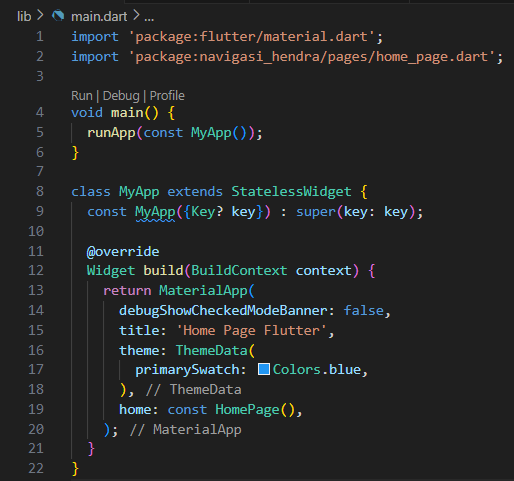 lib > main.dart > ...
1 import 'package:flutter/material.dart';
2 import 'package:navigasi_hendra/pages/home_page.dart';
3
Run | Debug | Profile
4 void main() {
5   runApp(const MyApp());
6 }
7
8 class MyApp extends StatelessWidget {
9   const MyApp({Key? key}) : super(key: key);
10
11   @override
12   Widget build(BuildContext context) {
13     return MaterialApp(
14       debugShowCheckedModeBanner: false,
15       title: 'Home Page Flutter',
16       theme: ThemeData(
17         primarySwatch: Colors.blue,
18       ), // ThemeData
19       home: const HomePage(),
20     ); // MaterialApp
21   }
22 }